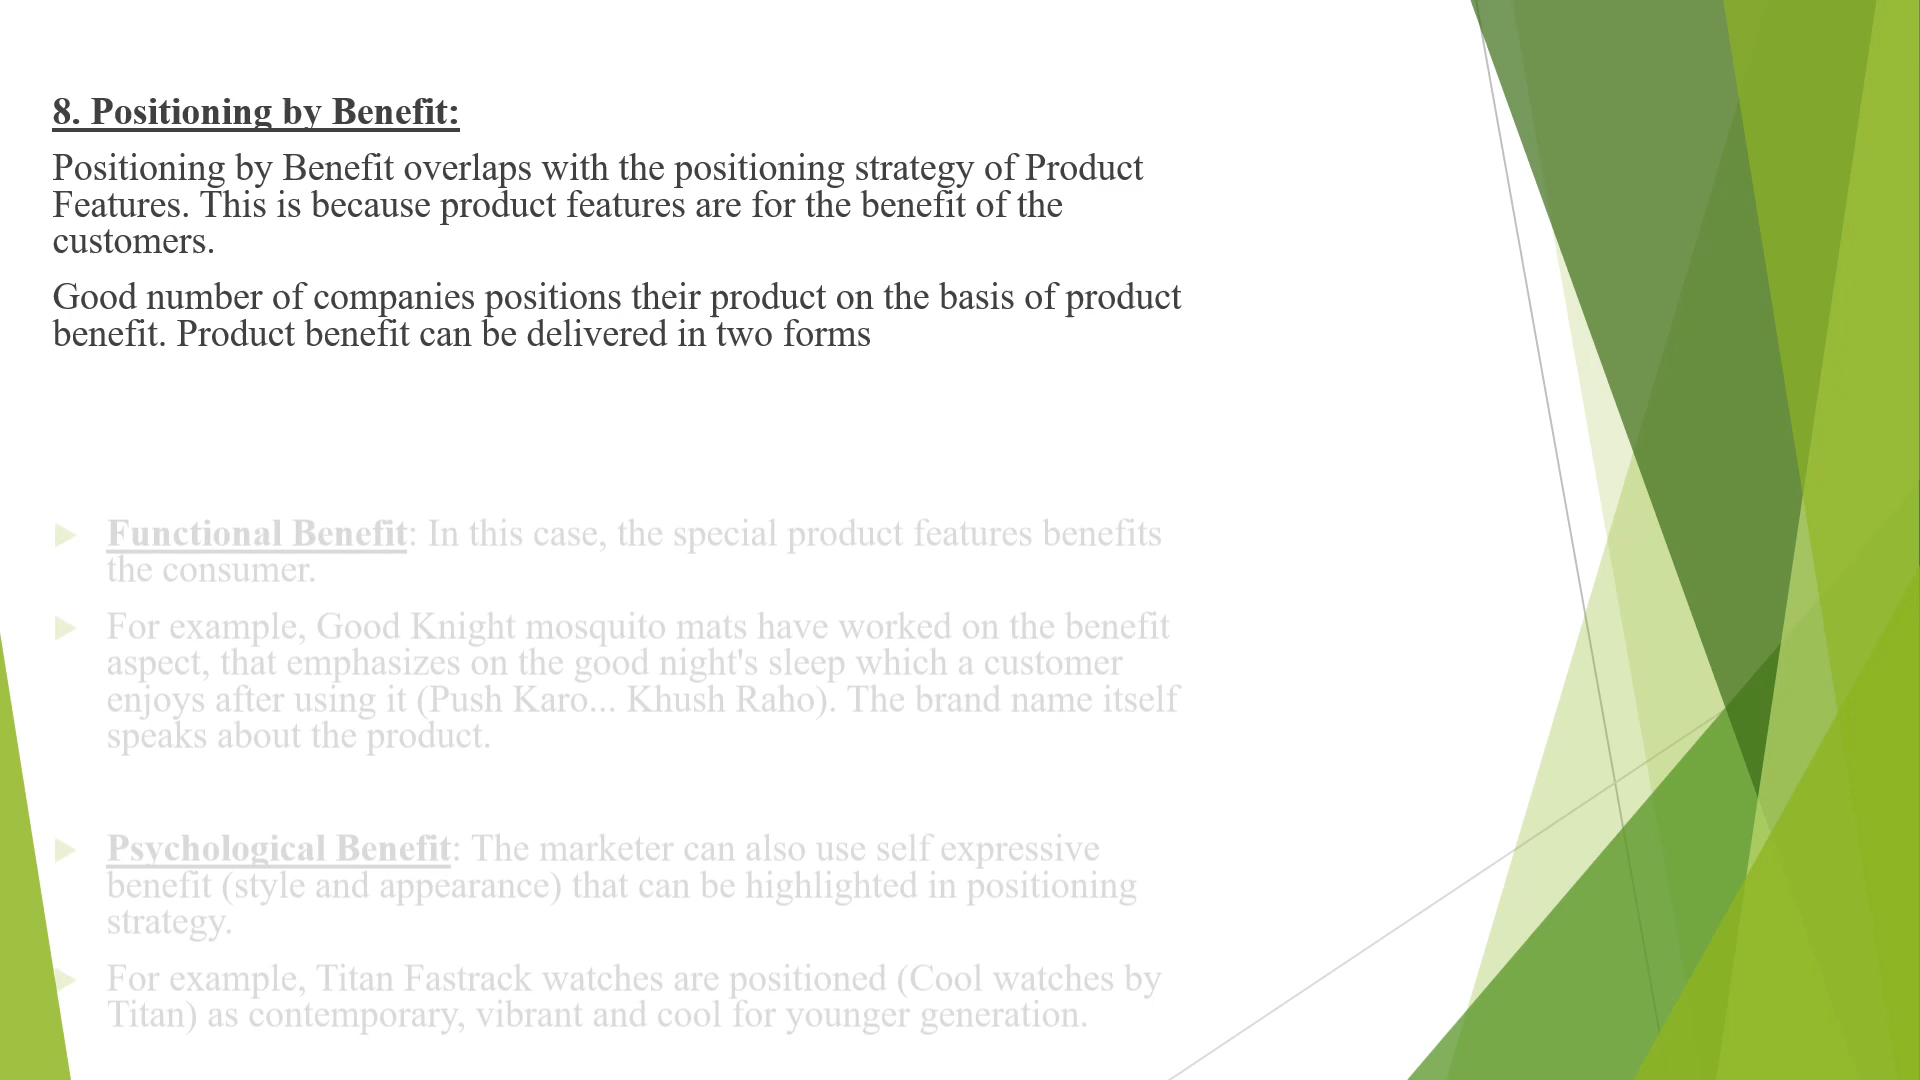 8. Positioning by Benefit:
Positioning by Benefit overlaps with the positioning strategy of Product
Features. This is because product features are for the benefit of the
customers.
Good number of companies positions their product on the basis of product
benefit. Product benefit can be delivered in two forms
Functional Benefit: In this case, the special product features benefits
the consumer.
For example, Good Knight mosquito mats have worked on the benefit
aspect, that emphasizes on the good night's sleep which a customer
enjoys after using it (Push Karo... Khush Raho). The brand name itself
speaks about the product.
Psychological Benefit: The marketer can also use self expressive
benefit (style and appearance) that can be highlighted in positioning
strategy.
For example, Titan Fastrack watches are positioned (Cool watches by
Titan) as contemporary, vibrant and cool for younger generation.